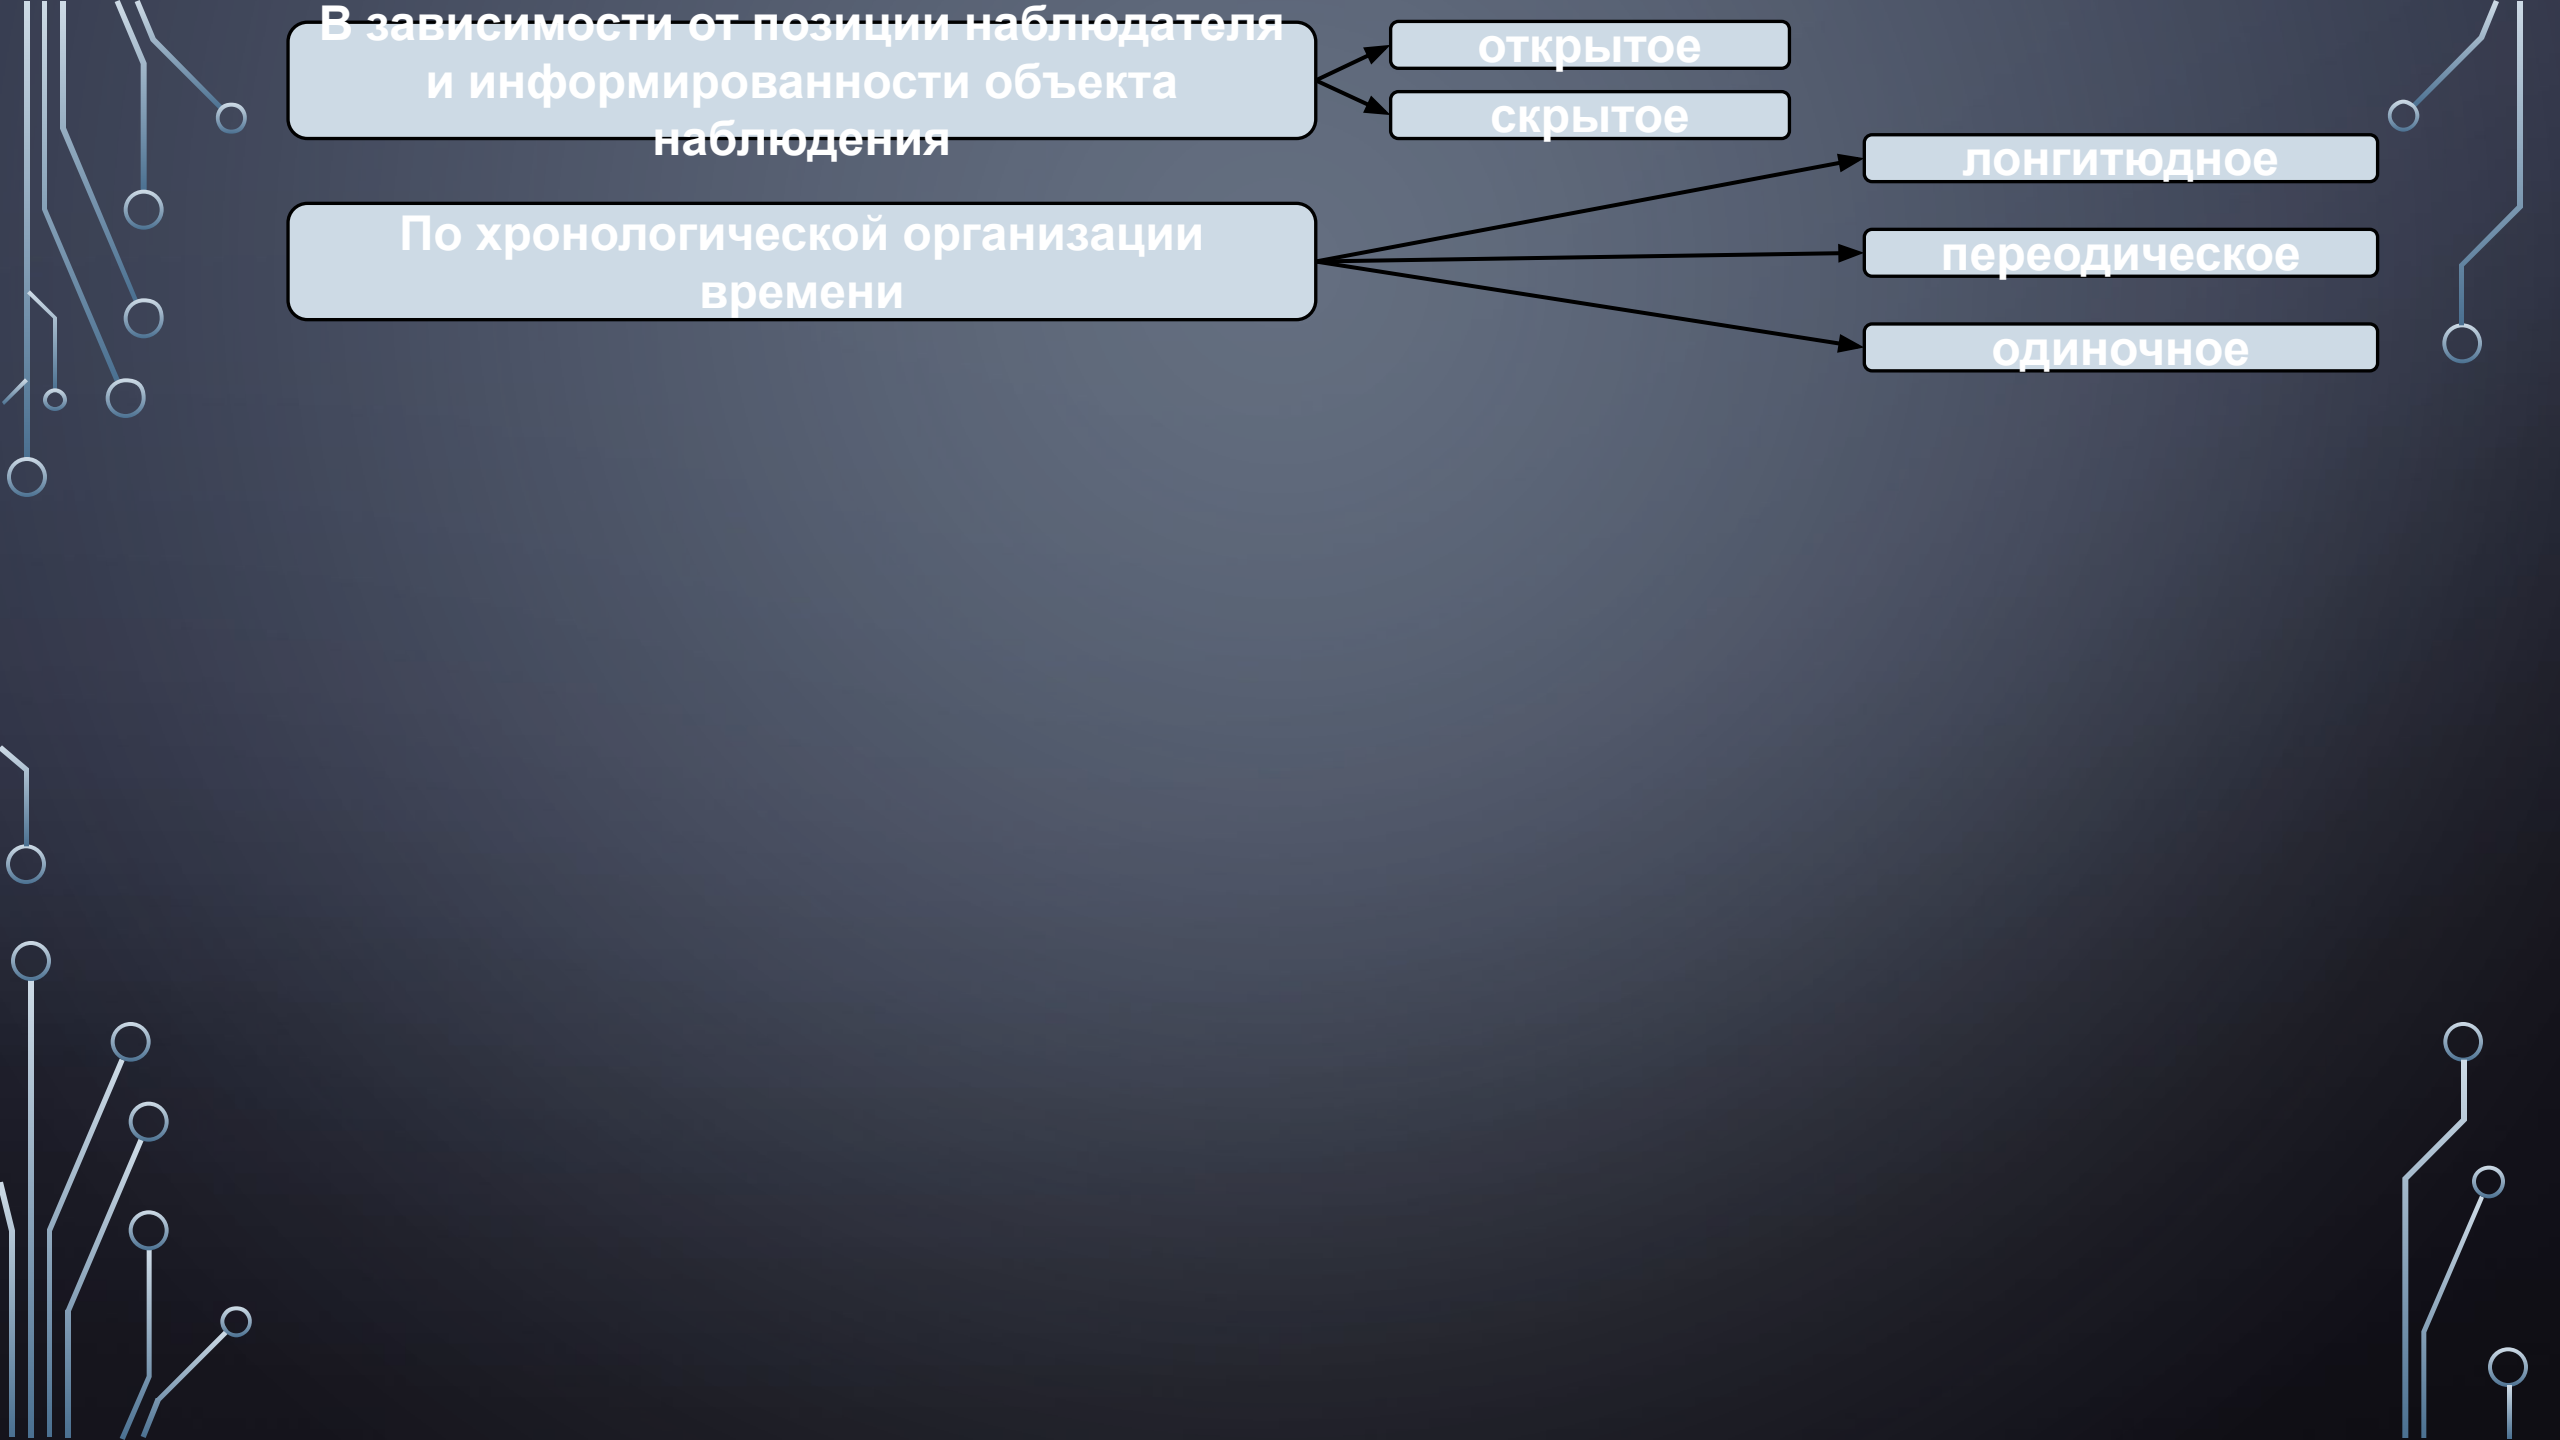 В зависимости от позиции наблюдателя
и информированности объекта
наблюдения
открытое
скрытое
По хронологической организации
времени
лонгитюдное
переодическое
одиночное